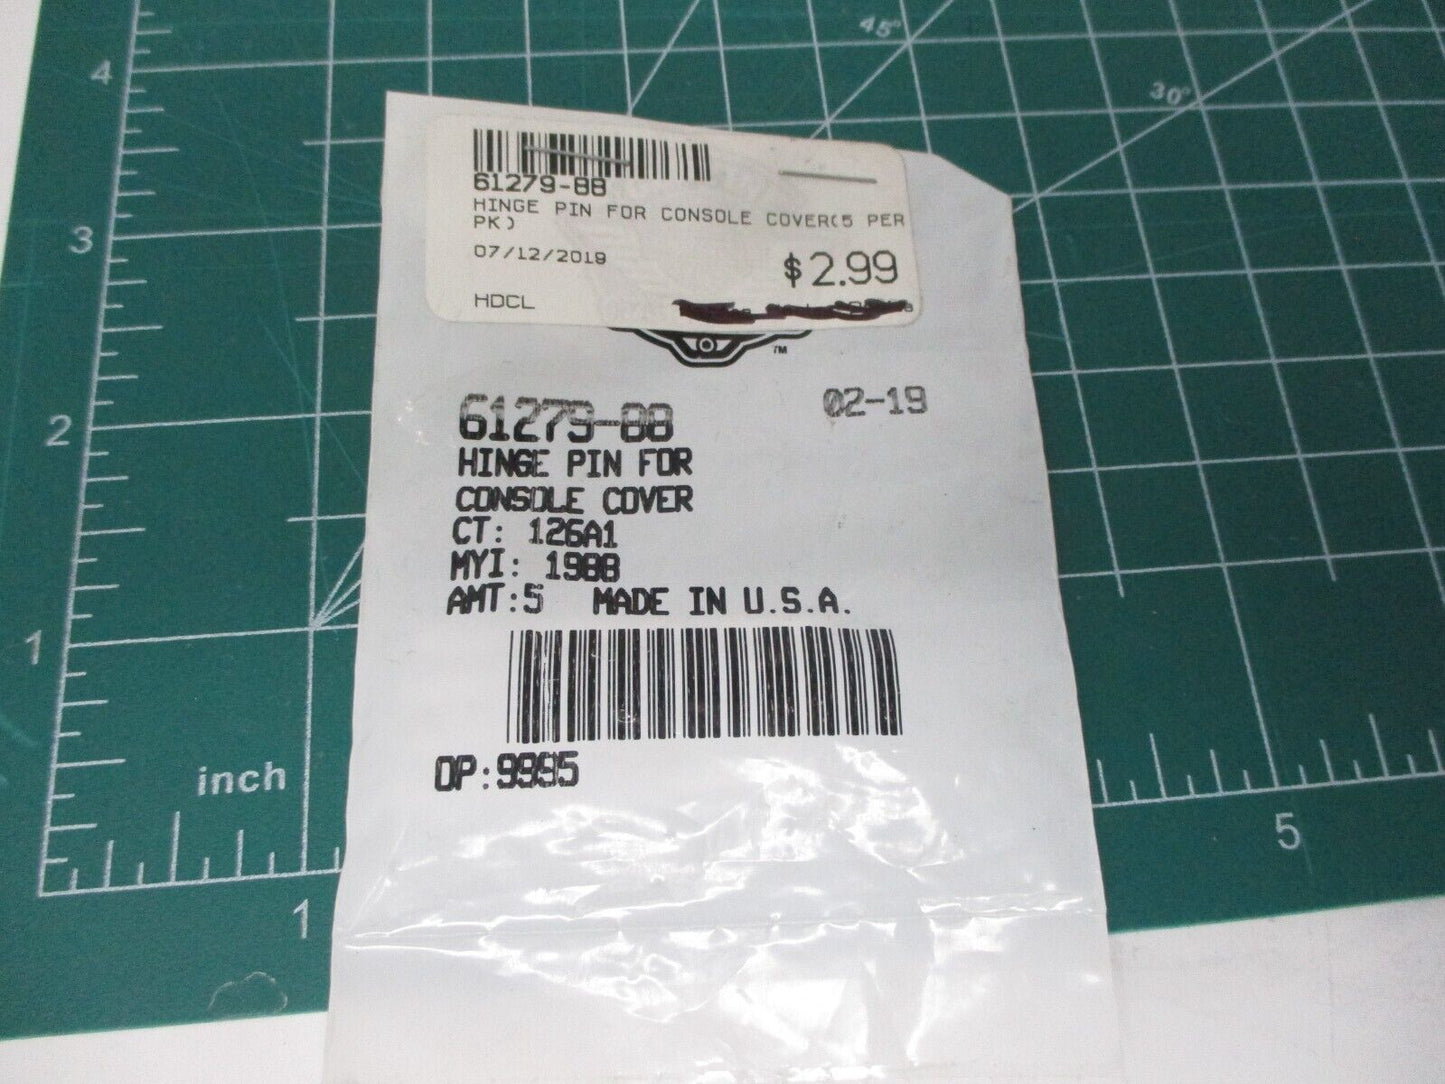 45°
30°
4
3
2
1
inch
1
5
61279-88
HINGE PIN FOR CONSOLE COVER(5 PER
PK)
07/12/2019
$2.99
HDCL
TM
61279-88
02-19
HINGE PIN FOR
CONSOLE COVER
CT: 126A1
MYI: 1988
AMT:5 MADE IN U.S.A.
OP:9995